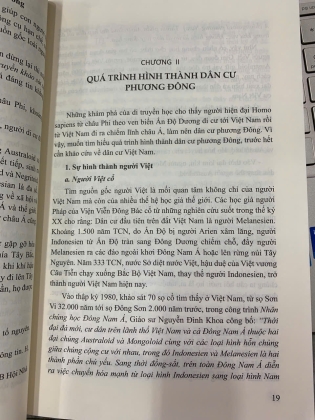 CHƯƠNG II
QUÁ TRÌNH HÌNH THÀNH DÂN CƯ
PHƯƠNG ĐÔNG
Những khám phá của di truyền học cho thấy người hiện đại Homo
sapiens từ châu Phi theo ven biển Ấn Độ Dương di cư tới Việt Nam rồi
từ Việt Nam đi ra chiếm lĩnh châu Á, làm nên dân cư phương Đông. Vì
vậy, muốn tìm hiểu quá trình hình thành dân cư phương Đông, trước hết
cần khảo cứu về dân cư Việt Nam.
1. Sự hình thành người Việt
a. Người Việt cổ
Tìm nguồn gốc người Việt là mối quan tâm không chỉ của người
Việt Nam mà còn của nhiều thế hệ học giả thế giới. Các học giả người
Pháp của Viện Viễn Đông Bác cổ từ những nghiên cứu suốt trong thế kỷ
XX cho rằng: Dân cư đầu tiên trên đất Việt Nam là người Melanesien.
Khoảng 1.500 năm TCN, do Ấn Độ bị người Arien xâm lăng, người
Indonesien từ Ấn Độ tràn sang Đông Dương chiếm chỗ, đẩy người
Melanesien ra các đảo ngoài khơi Đông Nam Á hoặc lên rừng núi Tây
Nguyên. Năm 333 TCN, nước Sở diệt nước Việt, hậu duệ của Việt vương
Câu Tiễn chạy xuống Bắc Bộ Việt Nam, thay thế người Indonesien, trở
thành người Việt Nam hiện nay.
Vào thập kỷ 1980, khảo sát 70 sọ cổ tìm thấy ở Việt Nam, từ sọ Sơn
Vi 32.000 năm tới sọ Đông Sơn 2.000 năm trước, trong công trình Nhân
chủng học Đông Nam Á, Giáo sư Nguyễn Đình Khoa công bố: "Thời
đại đá mới, cư dân trên lãnh thổ Việt Nam và cả Đông Nam Á thuộc hai
đại chủng Australoid và Mongoloid cùng với các loại hình hỗn chủng
giữa chúng cộng cư với nhau, trong đó Indonesien và Melanesien là hai
thành phần chủ yếu. Sang thời đồng-sắt, trên toàn Đông Nam Á diễn
ra việc chuyển hóa mạnh từ loại hình Indonesien sang loại hình Nam
19